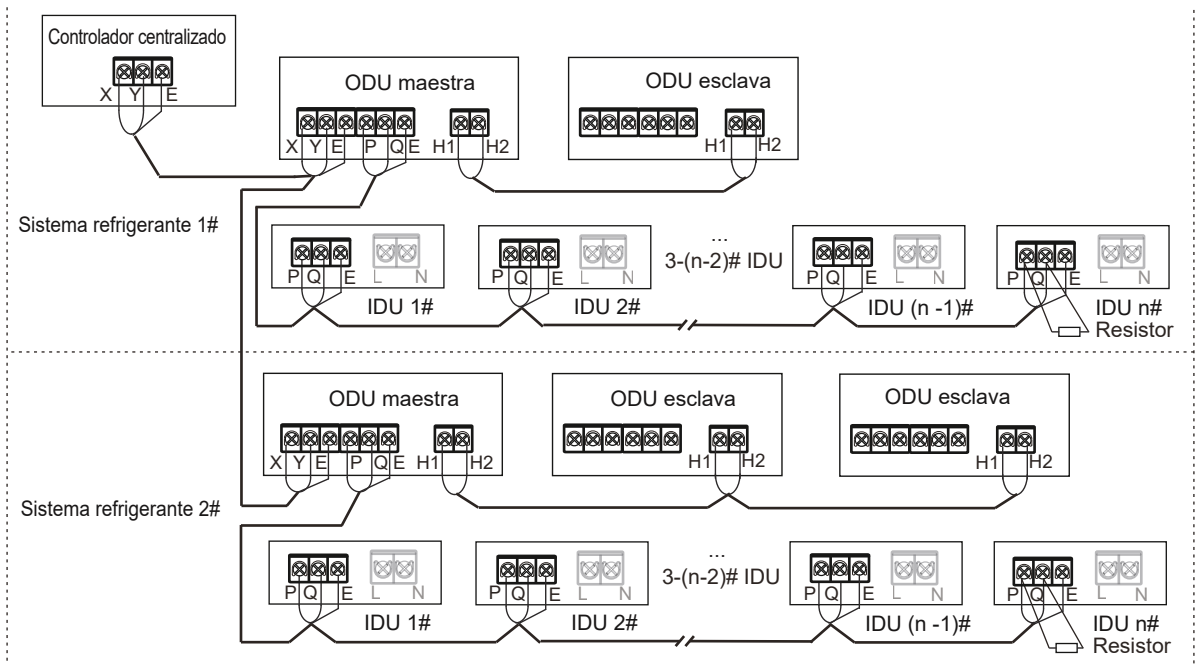 Controlador centralizado
X Y E
ODU maestra
X Y E P Q E H1 H2
ODU esclava
H1 H2
Sistema refrigerante 1#
P Q E L N
IDU 1#
P Q E L N
IDU 2#
...
3-(n-2)# IDU
P Q E L N
IDU (n -1)#
P Q E L N
IDU n#
Resistor
ODU maestra
X Y E P Q E H1 H2
ODU esclava
H1 H2
ODU esclava
H1 H2
Sistema refrigerante 2#
P Q E L N
IDU 1#
P Q E L N
IDU 2#
...
3-(n-2)# IDU
P Q E L N
IDU (n -1)#
P Q E L N
IDU n#
Resistor